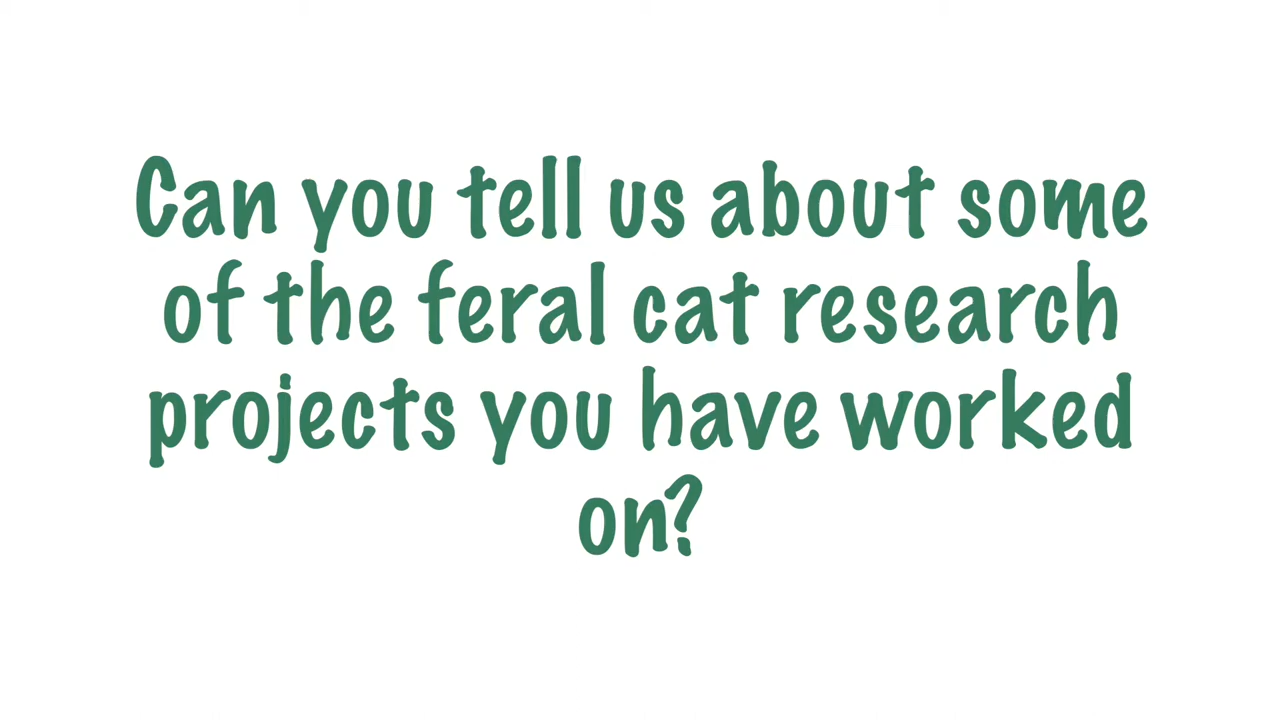 Can you tell us about some
of the feral cat research
projects you have worked
on?